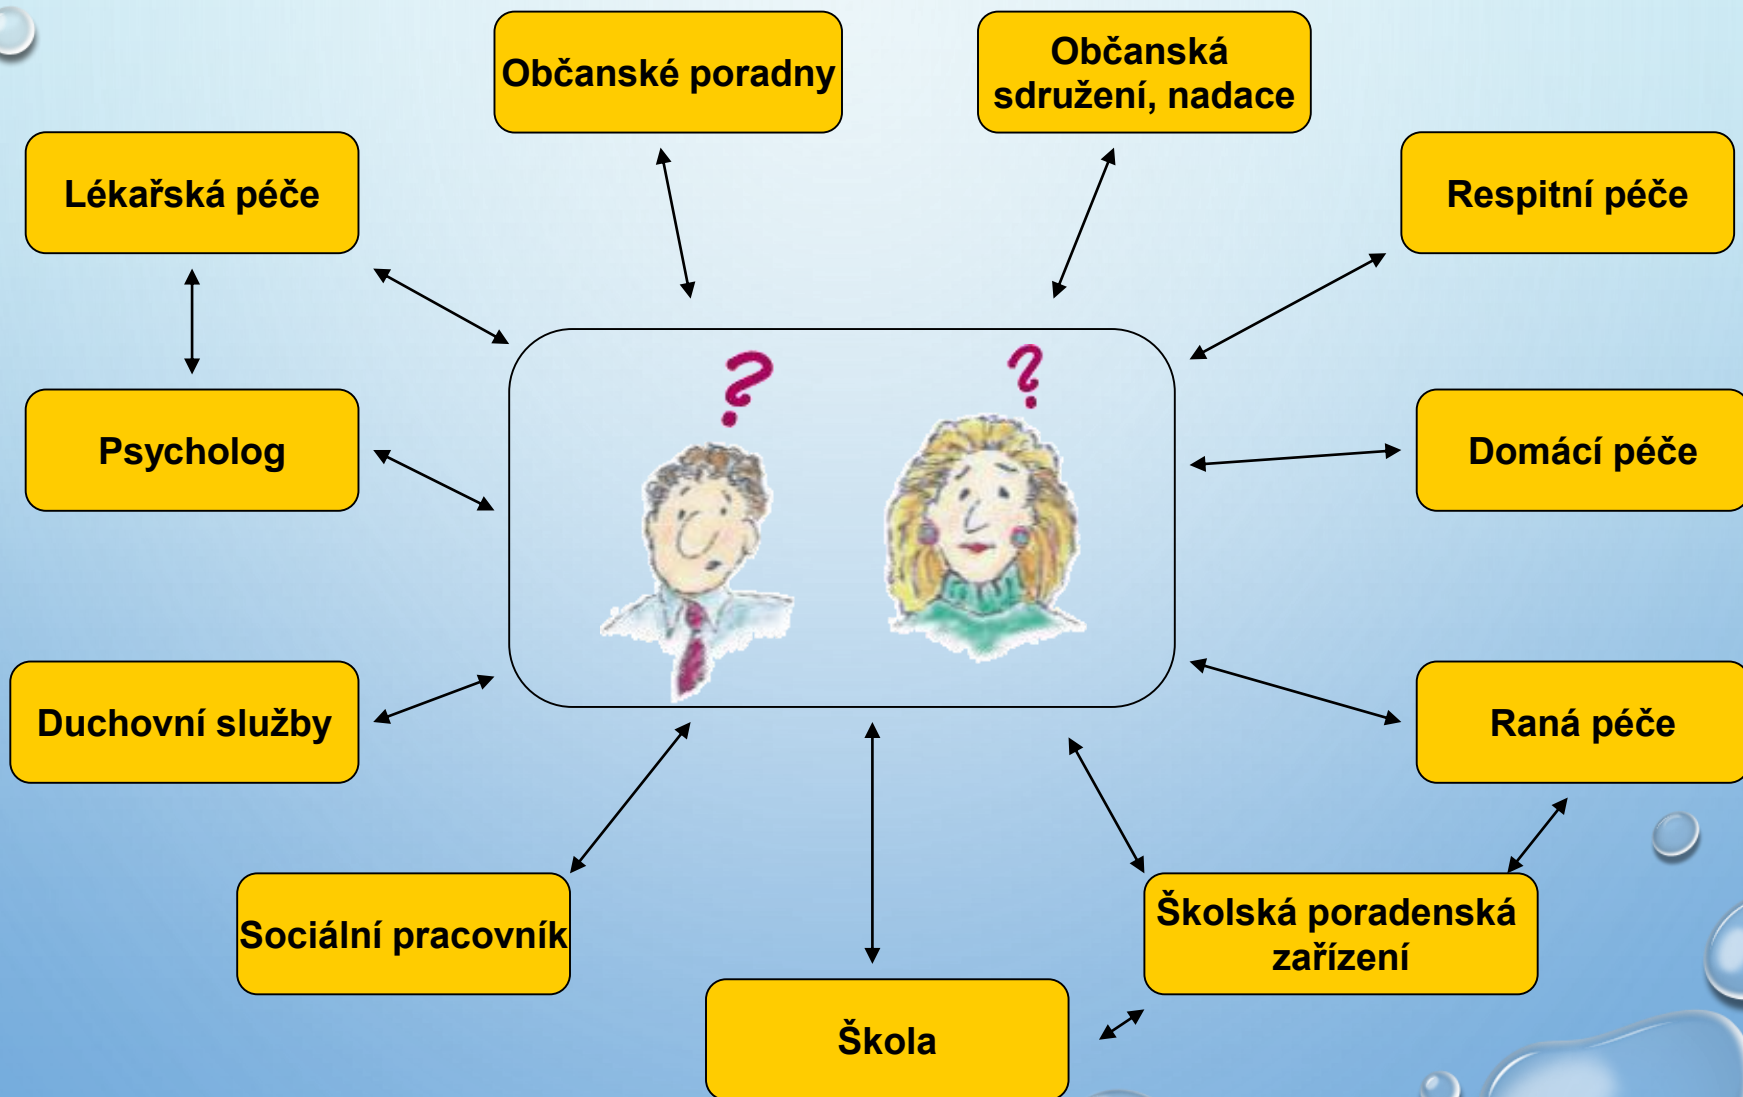 Občanské poradny
Občanská
sdružení, nadace
Lékařská péče
Respitní péče
?
?
Psycholog
Domácí péče
Duchovní služby
Raná péče
Sociální pracovník
Školská poradenská
zařízení
Škola